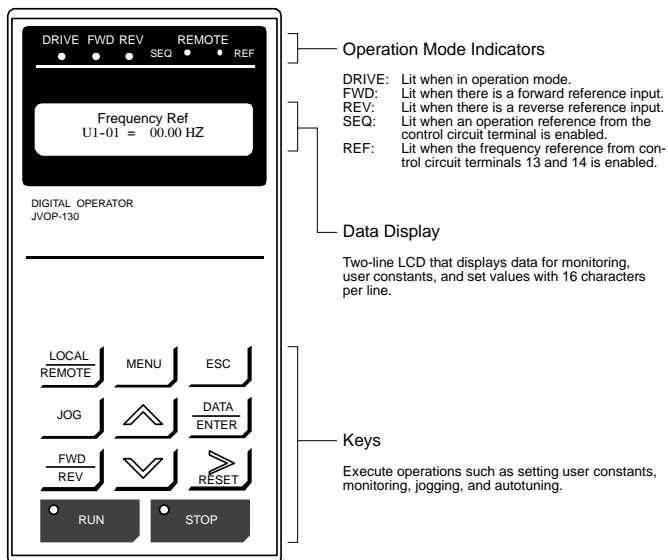 DRIVE FWD REV REMOTE
SEQ REF
Frequency Ref
U1-01 = 00.00 HZ
DIGITAL OPERATOR
JVOP-130
LOCAL
REMOTE
MENU
ESC
JOG
DATA
ENTER
FWD
REV
RESET
RUN
STOP
Operation Mode Indicators
DRIVE: Lit when in operation mode.
FWD: Lit when there is a forward reference input.
REV: Lit when there is a reverse reference input.
SEQ: Lit when an operation reference from the
control circuit terminal is enabled.
REF: Lit when the frequency reference from con-
trol circuit terminals 13 and 14 is enabled.
Data Display
Two-line LCD that displays data for monitoring,
user constants, and set values with 16 characters
per line.
Keys
Execute operations such as setting user constants,
monitoring, jogging, and autotuning.